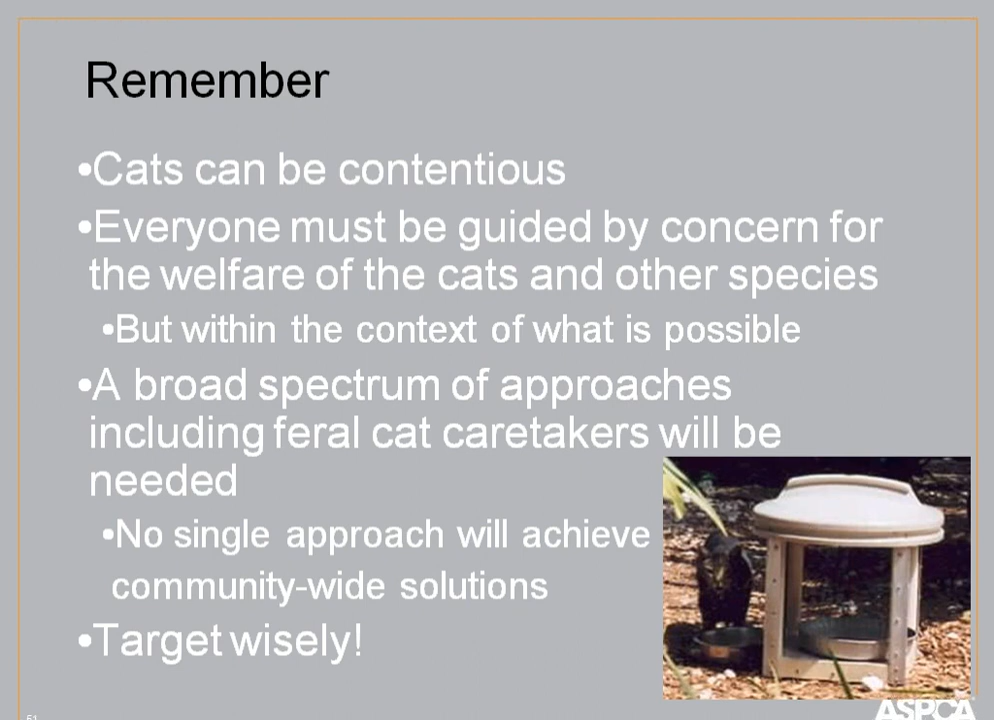 Remember
•Cats can be contentious
•Everyone must be guided by concern for
the welfare of the cats and other species
•But within the context of what is possible
•A broad spectrum of approaches
including feral cat caretakers will be
needed
•No single approach will achieve
community-wide solutions
•Target wisely!
51
ASPCA